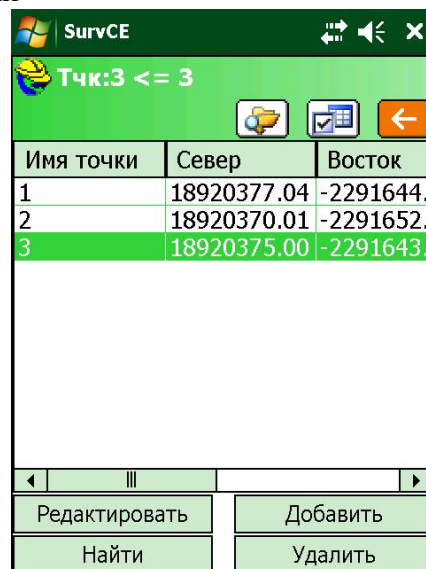 SurvCE
Тчк:3 <= 3
Имя точки Север Восток
1 18920377.04 -2291644.
2 18920370.01 -2291652.
3 18920375.00 -2291643.
Редактировать Добавить
Найти Удалить